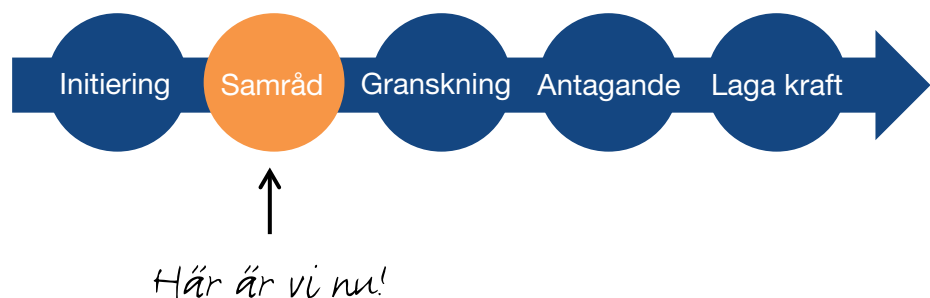 Initiering Samråd Granskning Antagande Laga kraft
Här är vi nu!